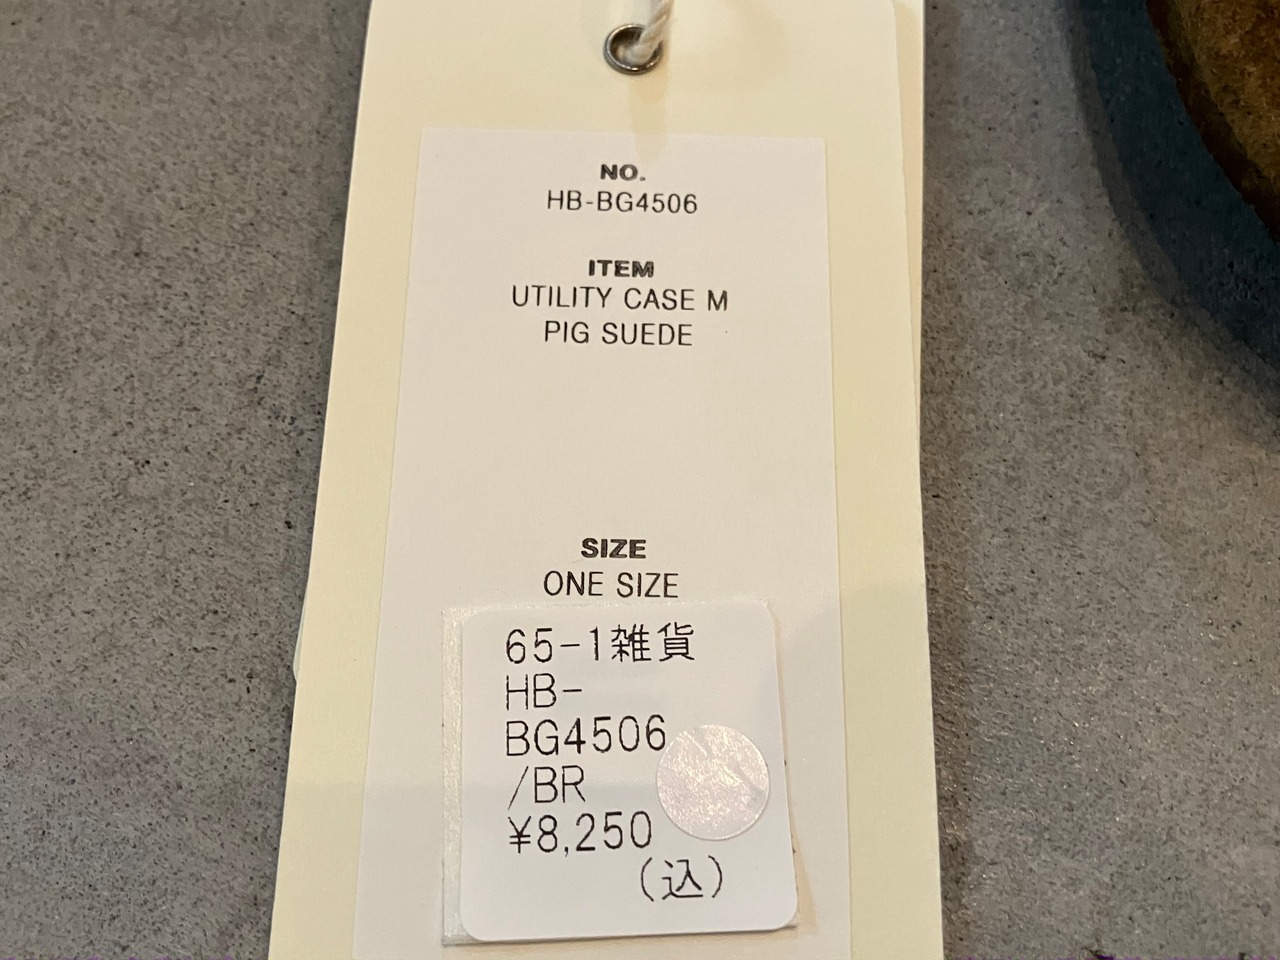 NO.
HB-BG4506
ITEM
UTILITY CASE M
PIG SUEDE
SIZE
ONE SIZE
65-1雑貨
HB-
BG4506
/BR
¥8,250
(込)